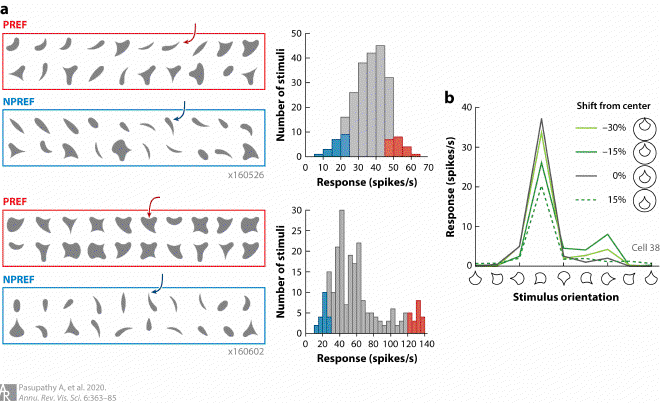 a
PREF
NPREF
x160526
50
40
30
20
10
0
Number of stimuli
0 10 20 30 40 50 60 70
Response (spikes/s)
PREF
NPREF
x160602
30
25
20
15
10
5
0
Number of stimuli
0 20 40 60 80 100 120 140
Response (spikes/s)
b
40
30
20
10
0
Response (spikes/s)
Shift from center
–30%
–15%
0%
15%
Cell 38
Stimulus orientation
AR Pasupathy A, et al. 2020.
Annu. Rev. Vis. Sci. 6:363–85